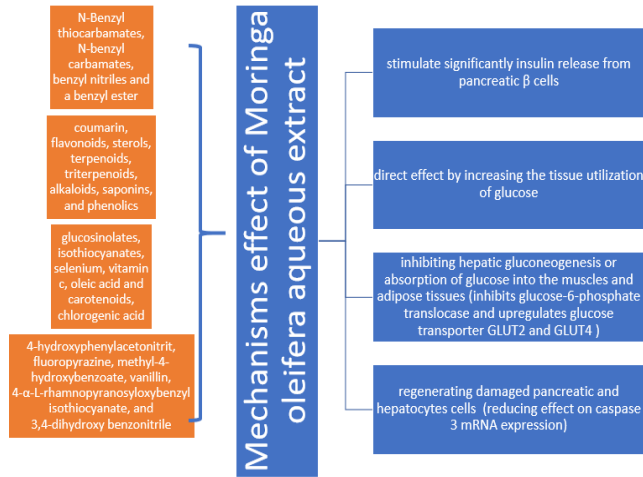 N-Benzyl
thiocarbamates,
N-benzyl
carbamates,
benzyl nitriles and
a benzyl ester
coumarin,
flavonoids, sterols,
terpenoids,
triterpenoids,
alkaloids, saponins,
and phenolics
glucosinolates,
isothiocyanates,
selenium, vitamin
c, oleic acid and
carotenoids,
chlorogenic acid
4-hydroxyphenylacetonitrit,
fluoropyrazine, methyl-4-
hydroxybenzoate, vanillin,
4-α-L-rhamnopyranosyloxybenzyl
isothiocyanate, and
3,4-dihydroxy benzonitrile
Mechanisms effect of Moringa
oleifera aqueous extract
stimulate significantly insulin release from
pancreatic β cells
direct effect by increasing the tissue utilization
of glucose
inhibiting hepatic gluconeogenesis or
absorption of glucose into the muscles and
adipose tissues (inhibits glucose-6-phosphate
translocase and upregulates glucose
transporter GLUT2 and GLUT4 )
regenerating damaged pancreatic and
hepatocytes cells (reducing effect on caspase
3 mRNA expression)